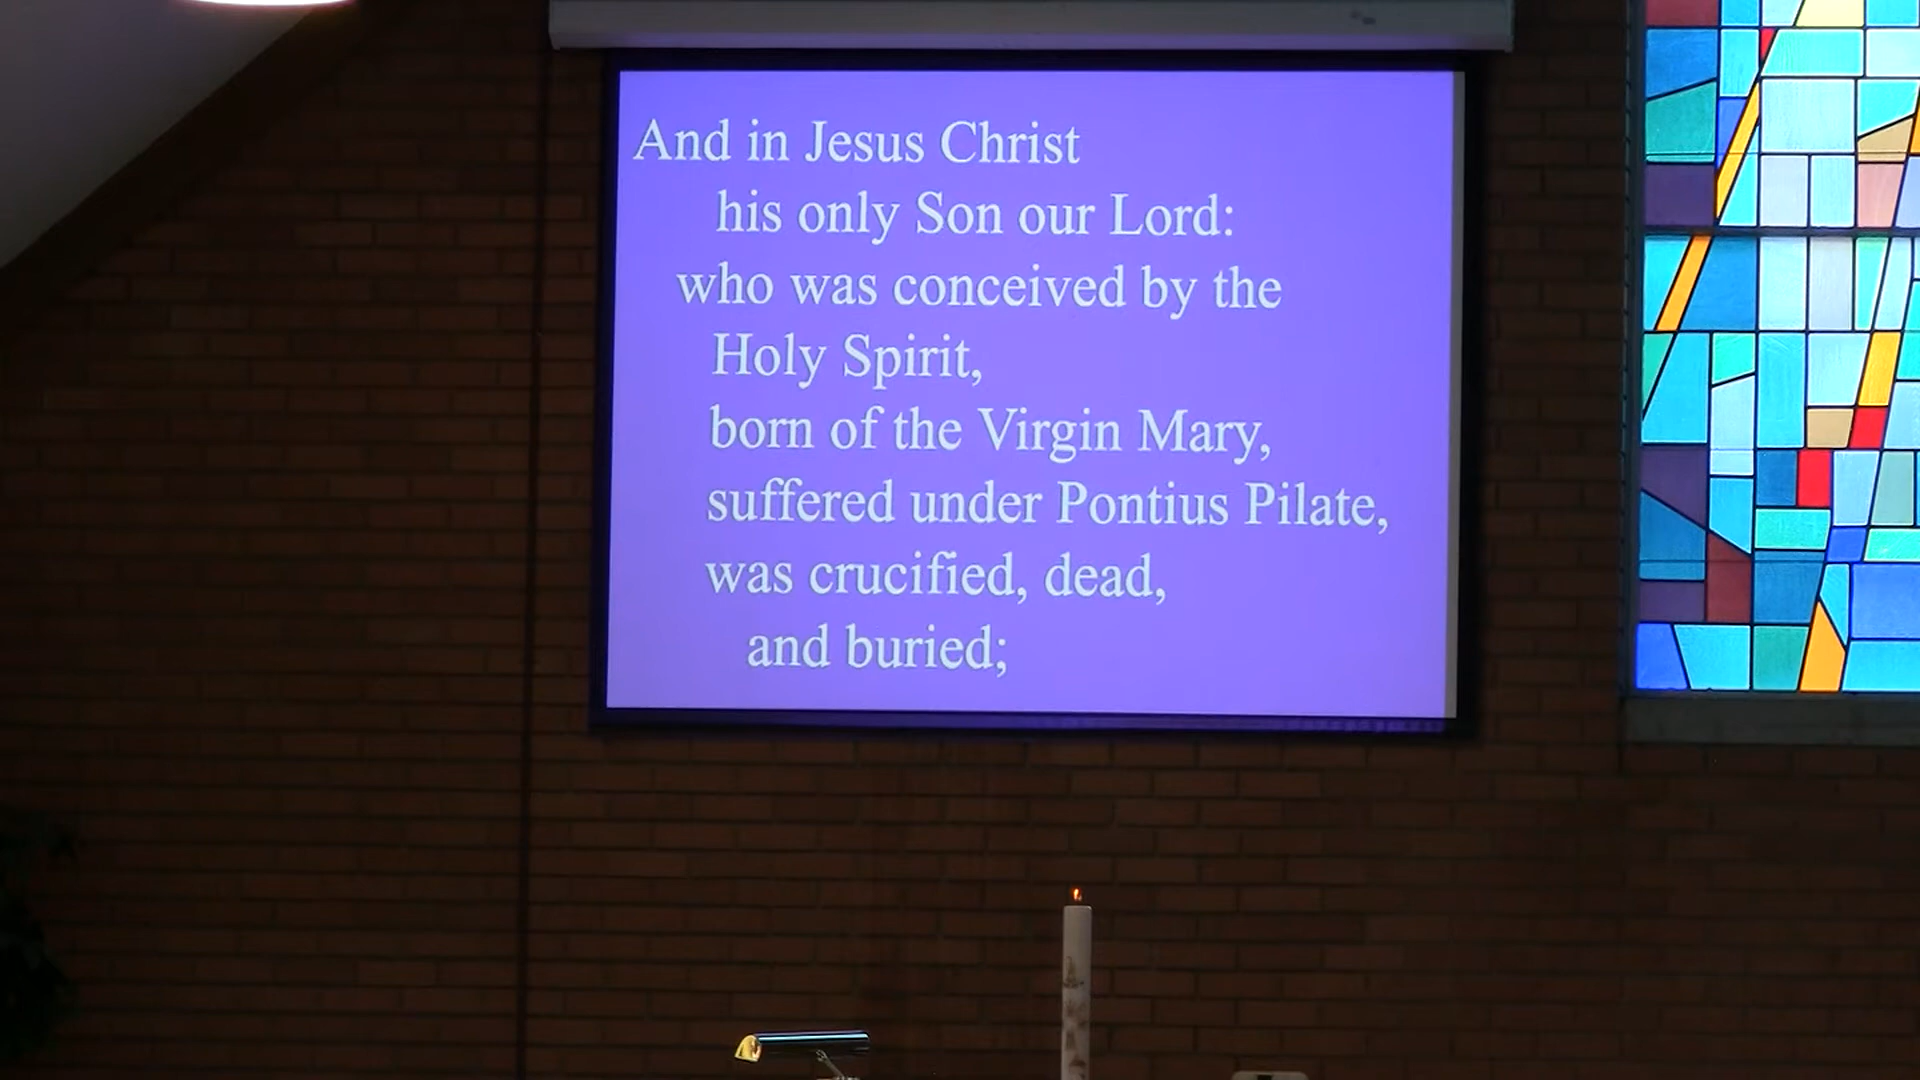 And in Jesus Christ
his only Son our Lord:
who was conceived by the
Holy Spirit,
born of the Virgin Mary,
suffered under Pontius Pilate,
was crucified, dead,
and buried;